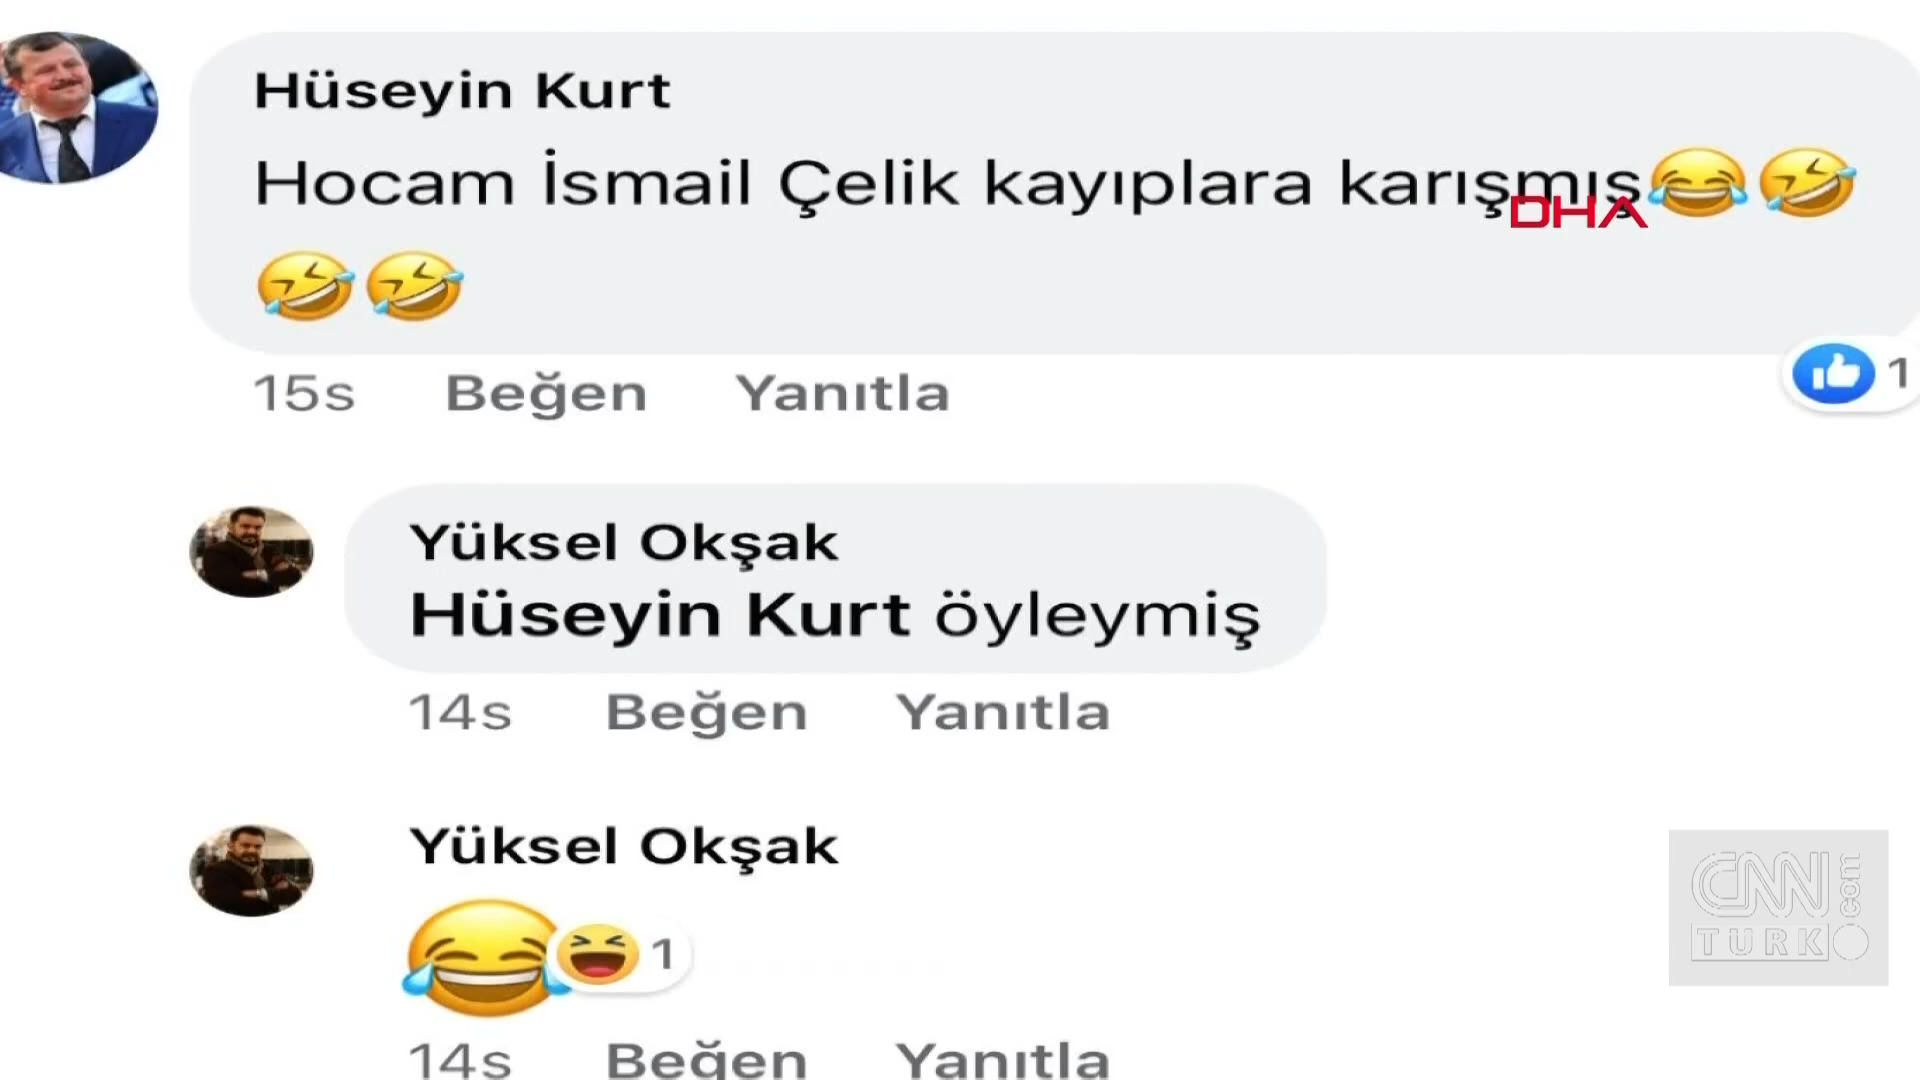 Hüseyin Kurt
Hocam İsmail Çelik kayıplara karışmış😂🤣
🤣🤣
DHA
15s Beğen Yanıtla 1
Yüksel Okşak
Hüseyin Kurt öyleymiş
14s Beğen Yanıtla
Yüksel Okşak
😂 😆 1
14s Beğen Yanıtla
CNN
TÜRK
.com